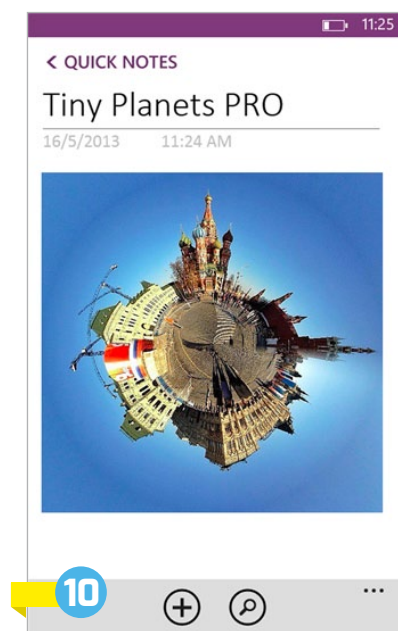 11:25
< QUICK NOTES
Tiny Planets PRO
16/5/2013 11:24 AM
10